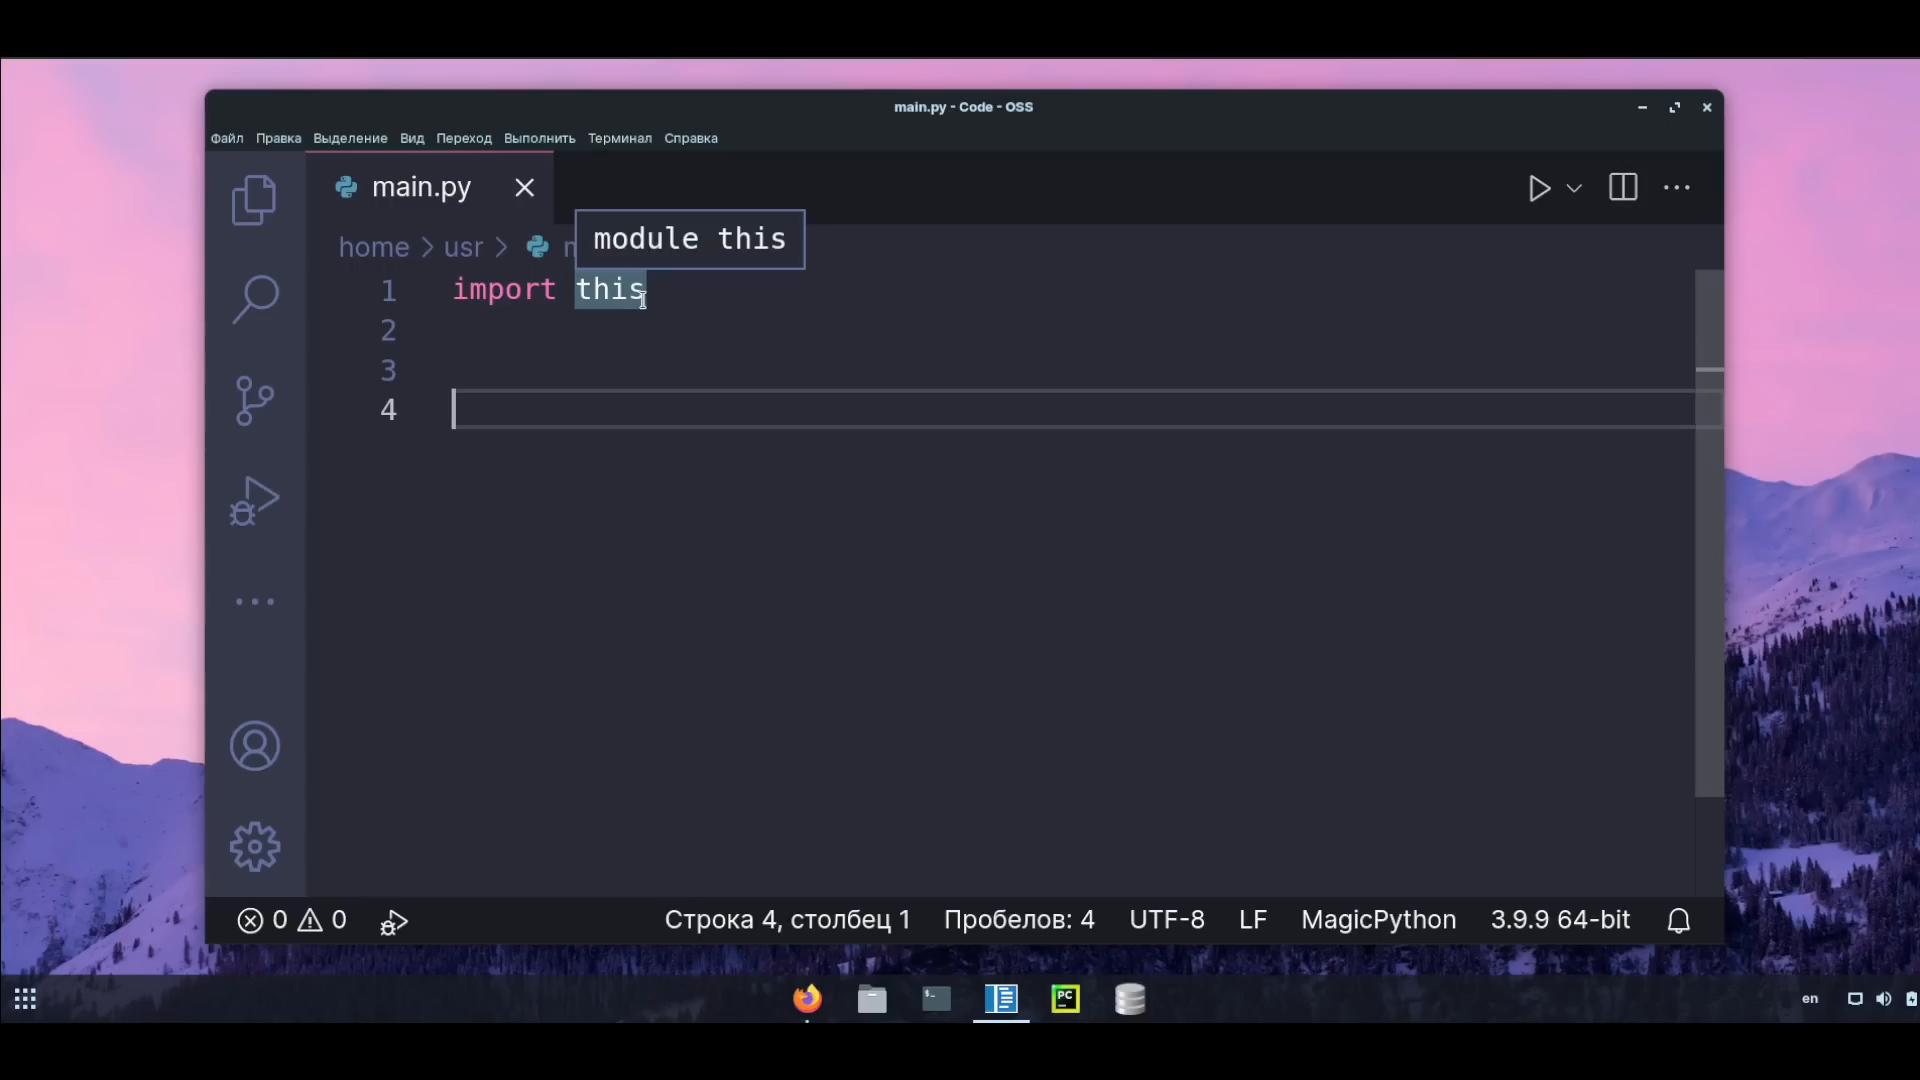 main.py - Code - OSS
Файл Правка Выделение Вид Переход Выполнить Терминал Справка
main.py
module this
home > usr >
1 import this
2
3
4
0 0 Строка 4, столбец 1 Пробелов: 4 UTF-8 LF MagicPython 3.9.9 64-bit
PC en